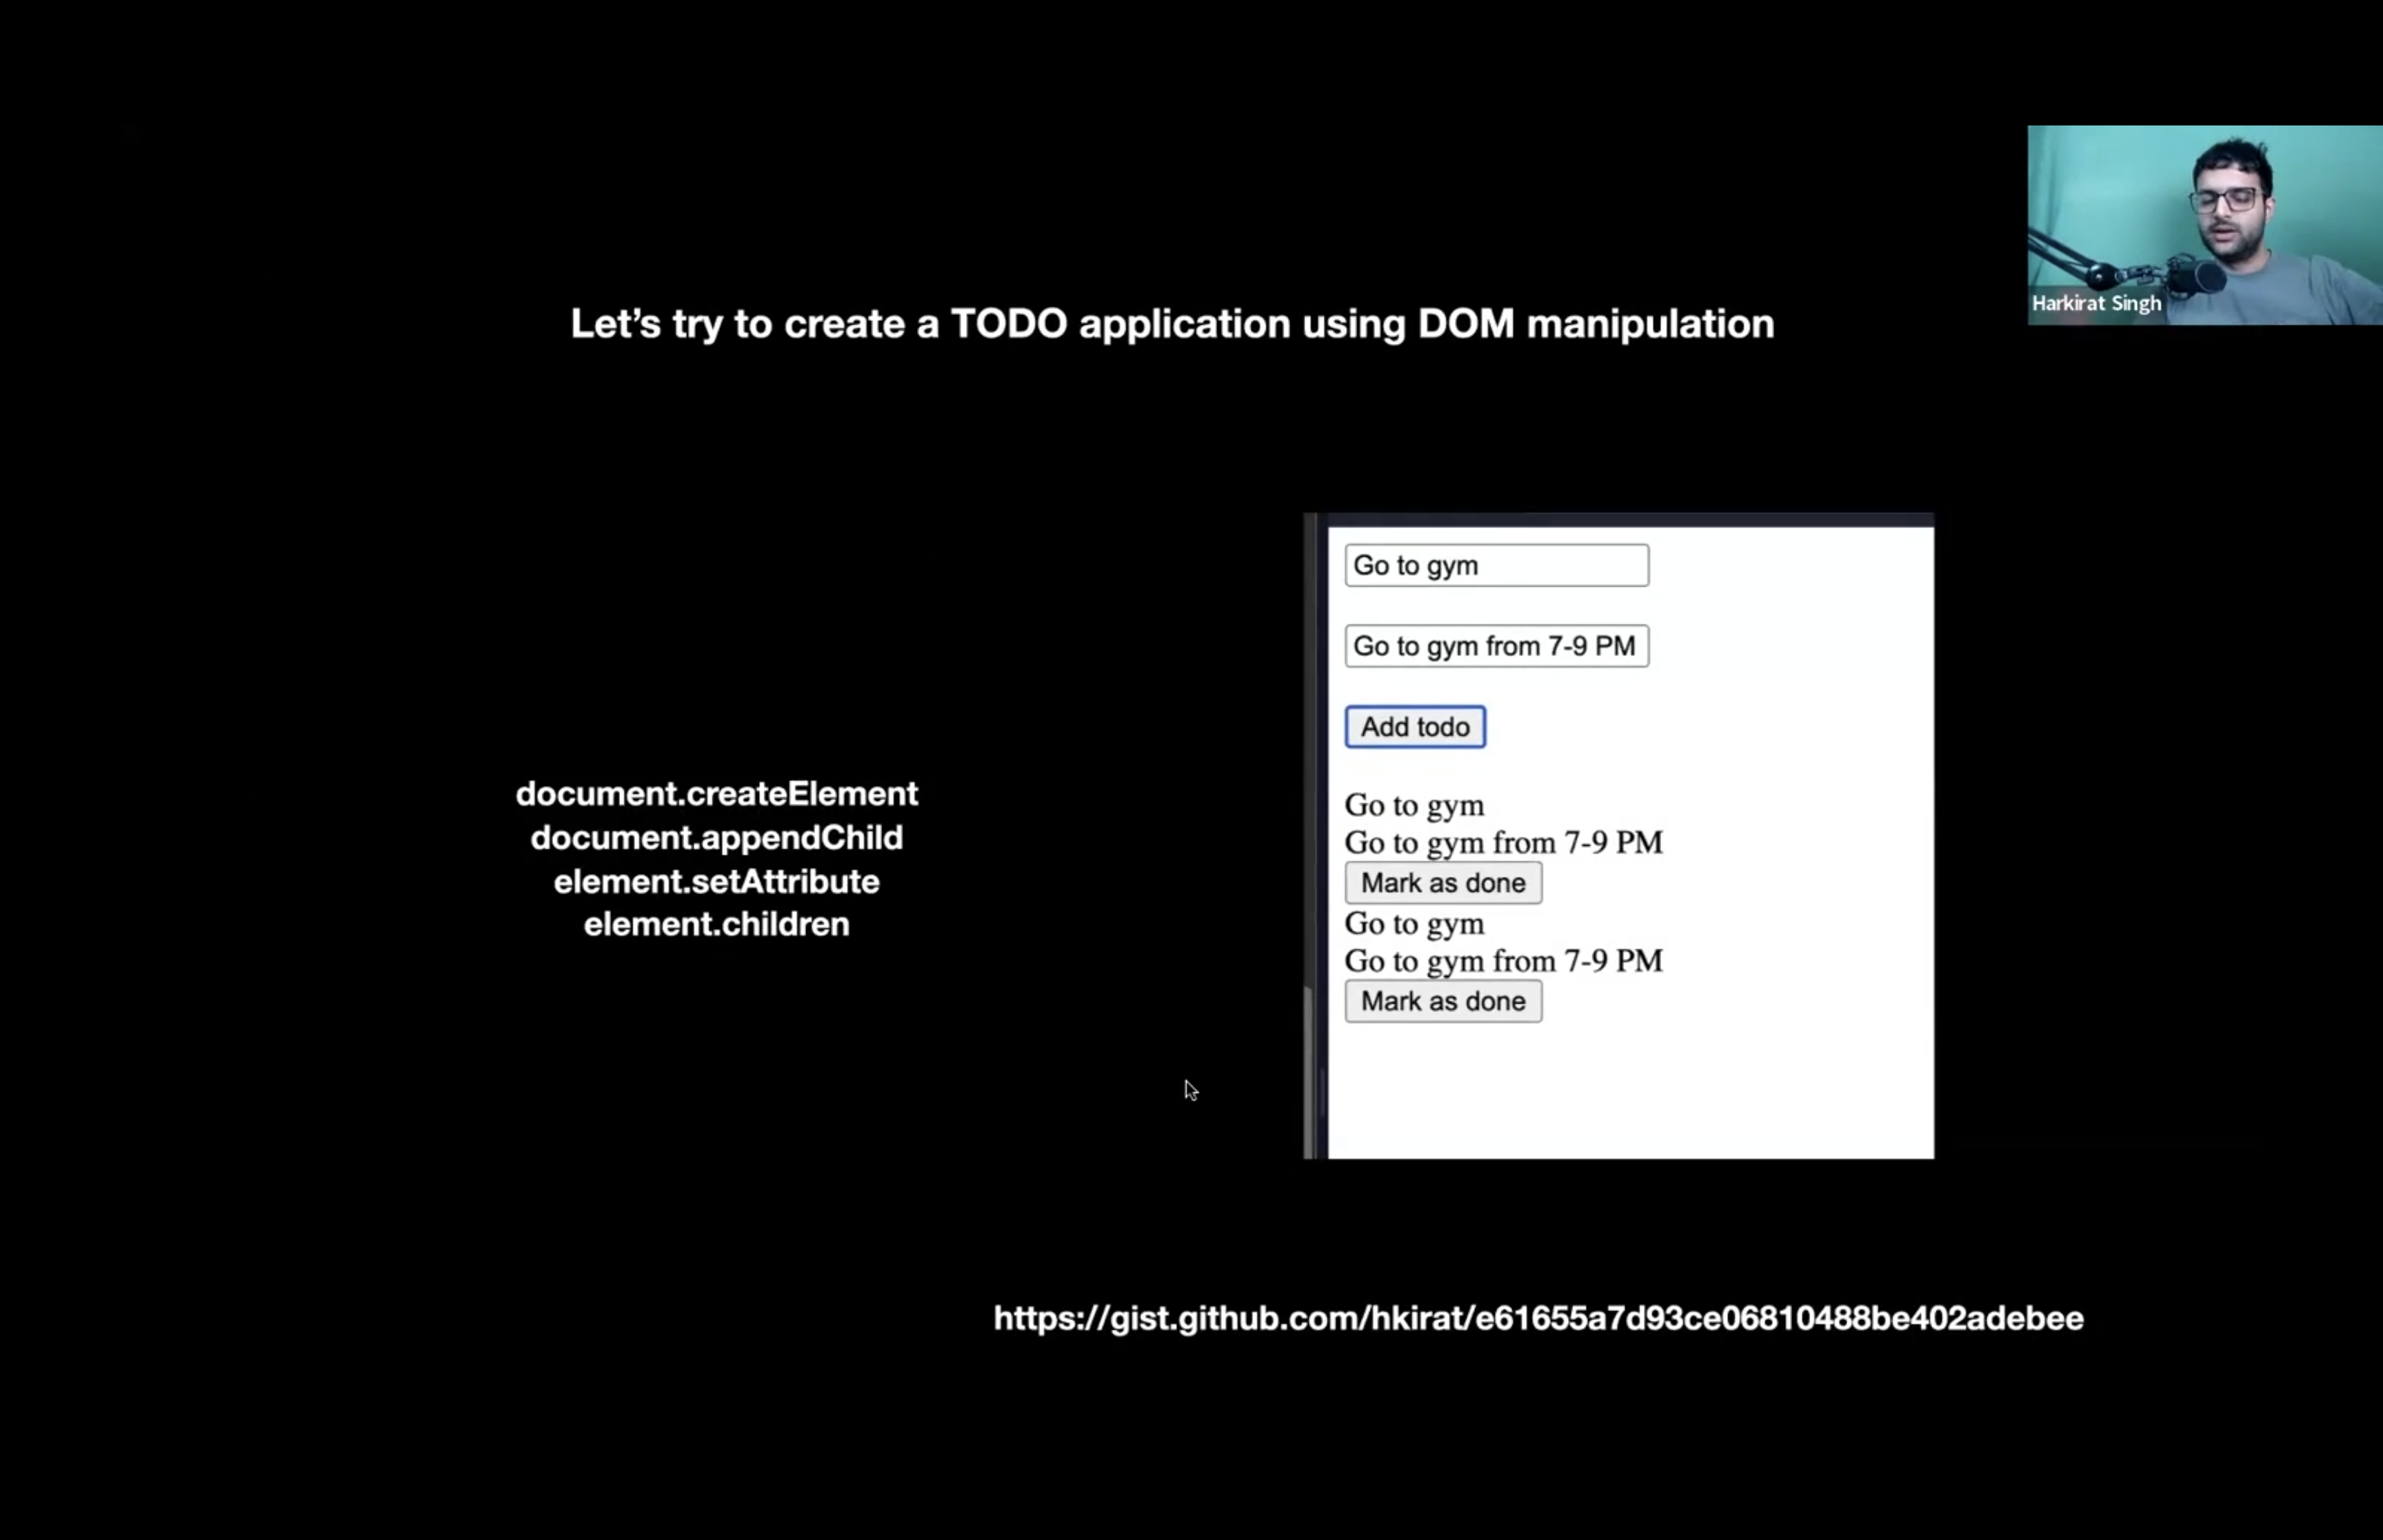 Harkirat Singh
Let’s try to create a TODO application using DOM manipulation
document.createElement
document.appendChild
element.setAttribute
element.children
Go to gym
Go to gym from 7-9 PM
Add todo
Go to gym
Go to gym from 7-9 PM
Mark as done
Go to gym
Go to gym from 7-9 PM
Mark as done
https://gist.github.com/hkirat/e61655a7d93ce06810488be402adebee